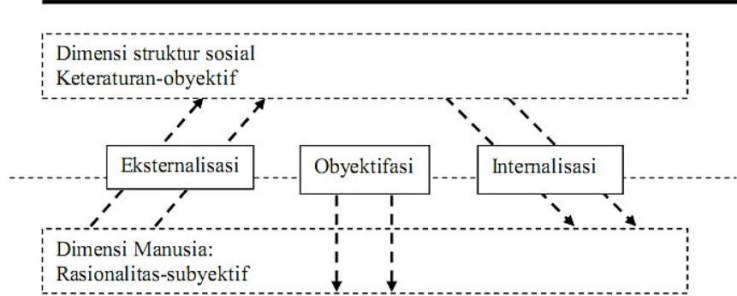 Dimensi struktur sosial
Keteraturan-obyektif
Eksternalisasi
Obyektifasi
Internalisasi
Dimensi Manusia:
Rasionalitas-subyektif